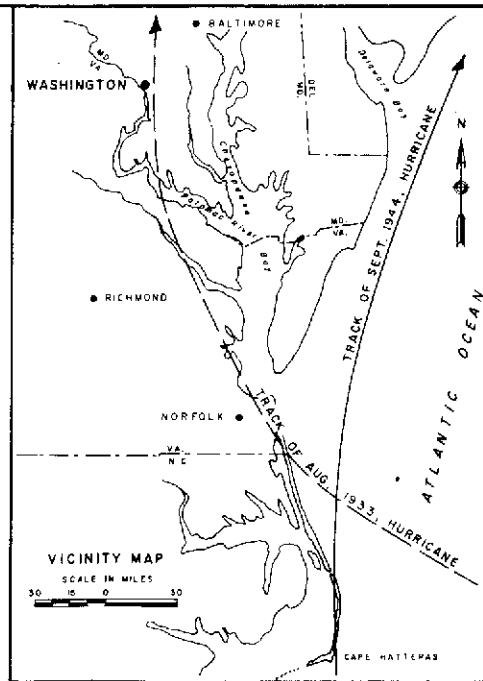 BALTIMORE
MD.
VA.
WASHINGTON
DEL.
MD.
Delaware Bay
Chesapeake
Bay
Potomac River
MD.
VA.
N
RICHMOND
TRACK OF SEPT. 1944, HURRICANE
ATLANTIC OCEAN
NORFOLK
TRACK OF AUG. 1933, HURRICANE
VA.
N C
VICINITY MAP
SCALE IN MILES
30 15 0 30
CAPE HATTERAS